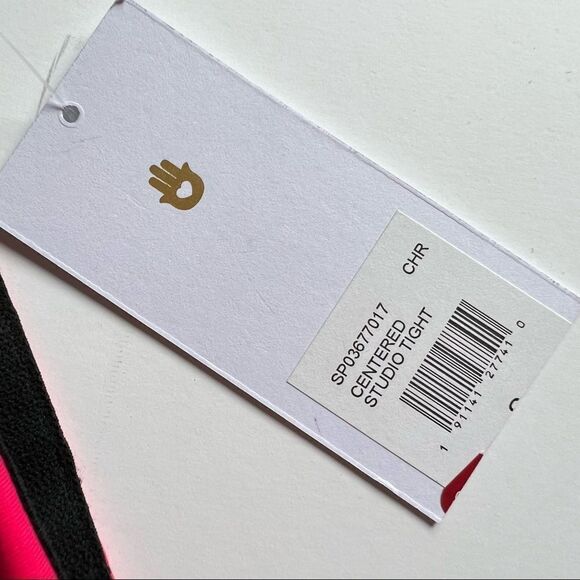 SP03677017 CHR
CENTERED
STUDIO TIGHT
1 91141 27741 0